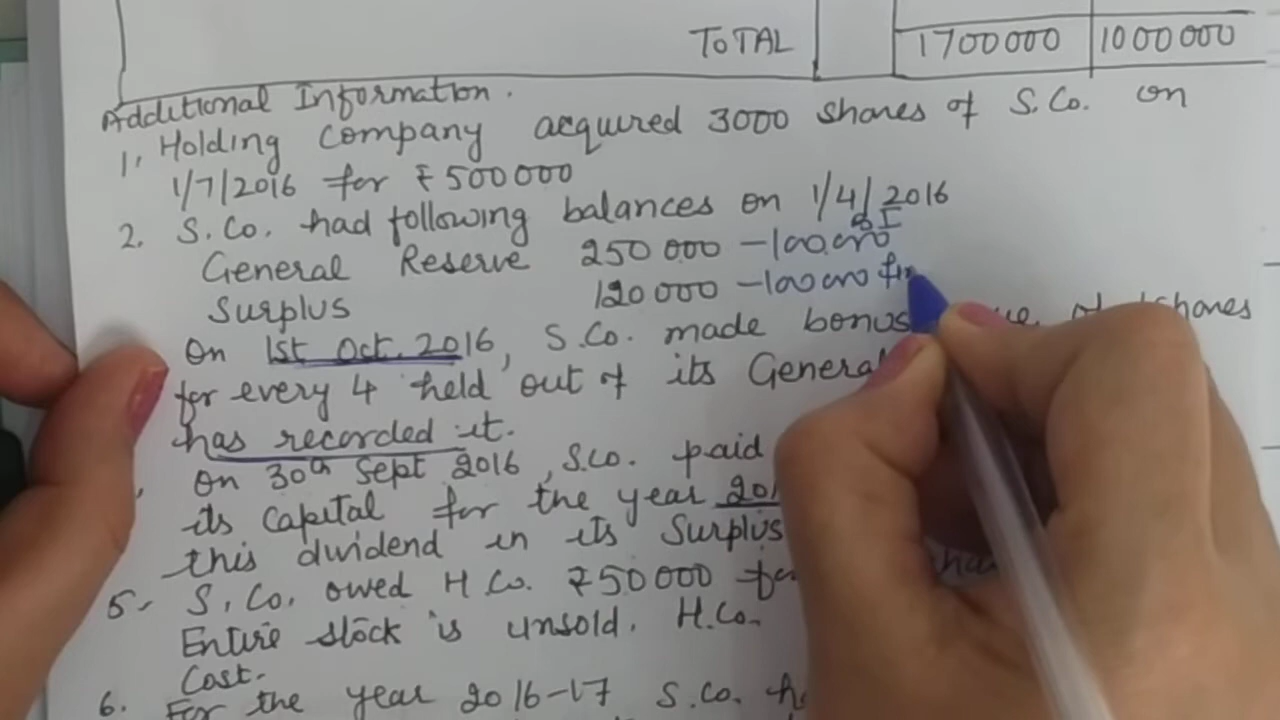 TOTAL 1700000 1000000
Additional Information.
1. Holding Company acquired 3000 shares of S.Co. on
1/7/2016 for ₹500000
2. S.Co. had following balances on 1/4/2016
General Reserve 250000 -100,000 BI
Surplus 120000 -100000
On 1st Oct. 2016, S.Co. made bonus shares
for every 4 held out of its General
has recorded it.
On 30th Sept 2016, S.Co. paid
its capital for the year
this dividend in its Surplus
5. S.Co. owed H Co. ₹50000
Entire stock is unsold. H.Co.
Cost.
6. For the year 2016-17 S.Co.